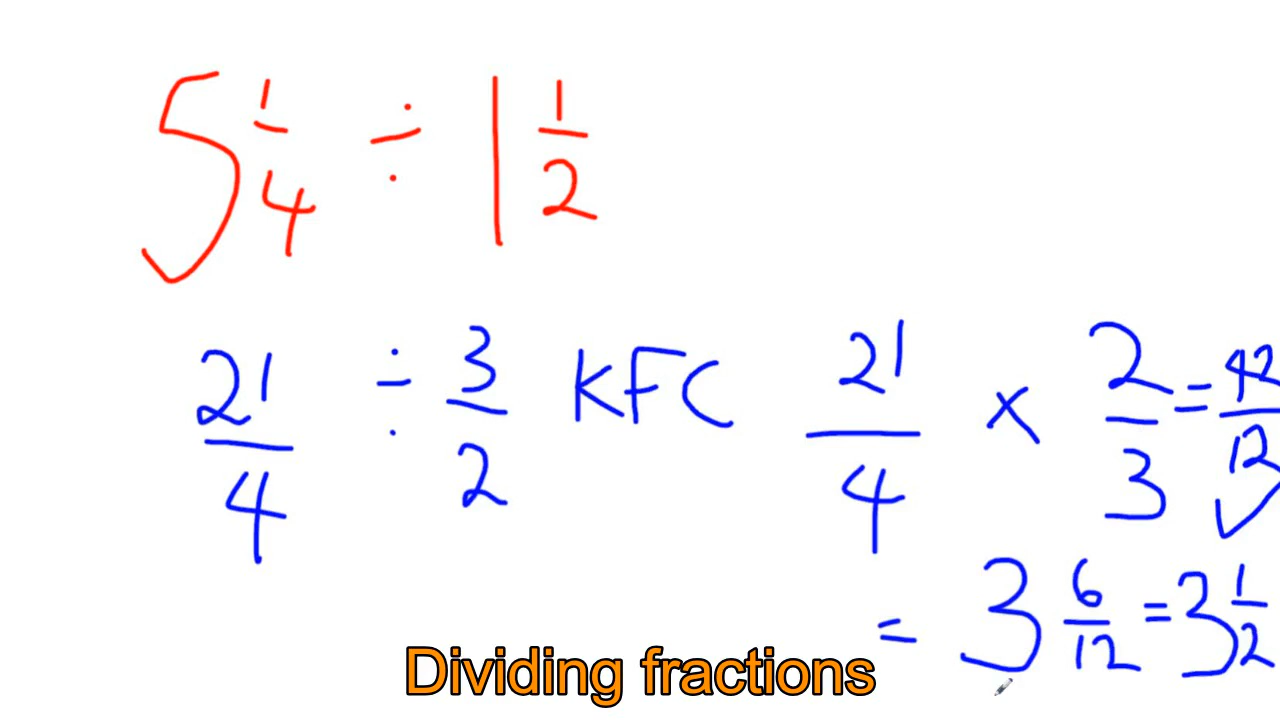 5 1/4 ÷ 1 1/2
21/4 ÷ 3/2 KFC 21/4 × 2/3 = 42/12
= 3 6/12 = 3 1/2
Dividing fractions